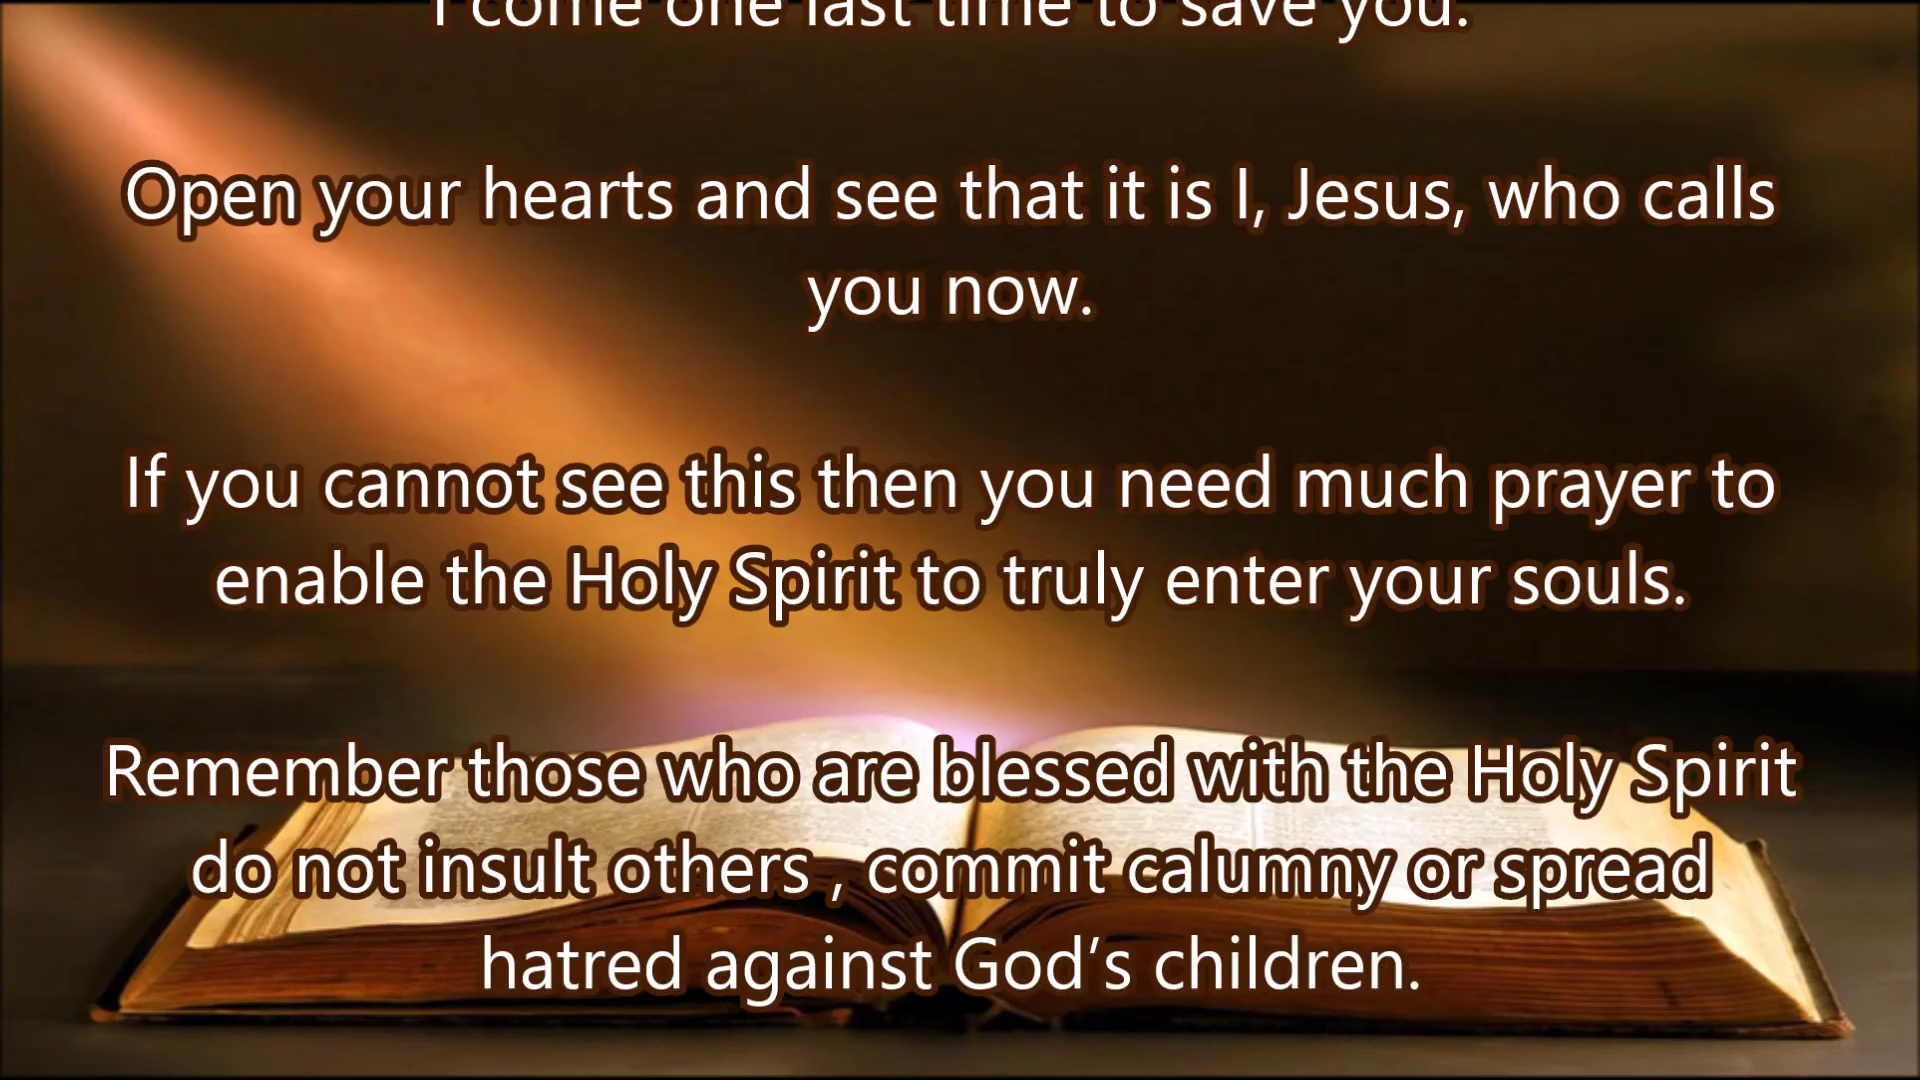 I come one last time to save you.
Open your hearts and see that it is I, Jesus, who calls
you now.
If you cannot see this then you need much prayer to
enable the Holy Spirit to truly enter your souls.
Remember those who are blessed with the Holy Spirit
do not insult others , commit calumny or spread
hatred against God’s children.